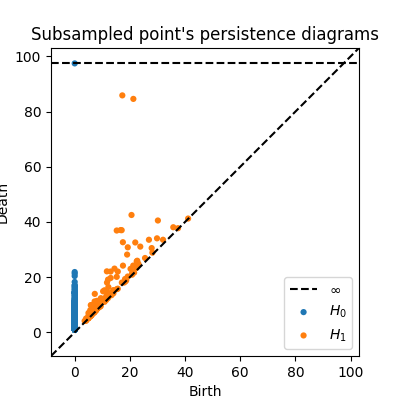 Subsampled point's persistence diagrams
100
80
60
40
20
0
Death
∞
H₀
H₁
0 20 40 60 80 100
Birth